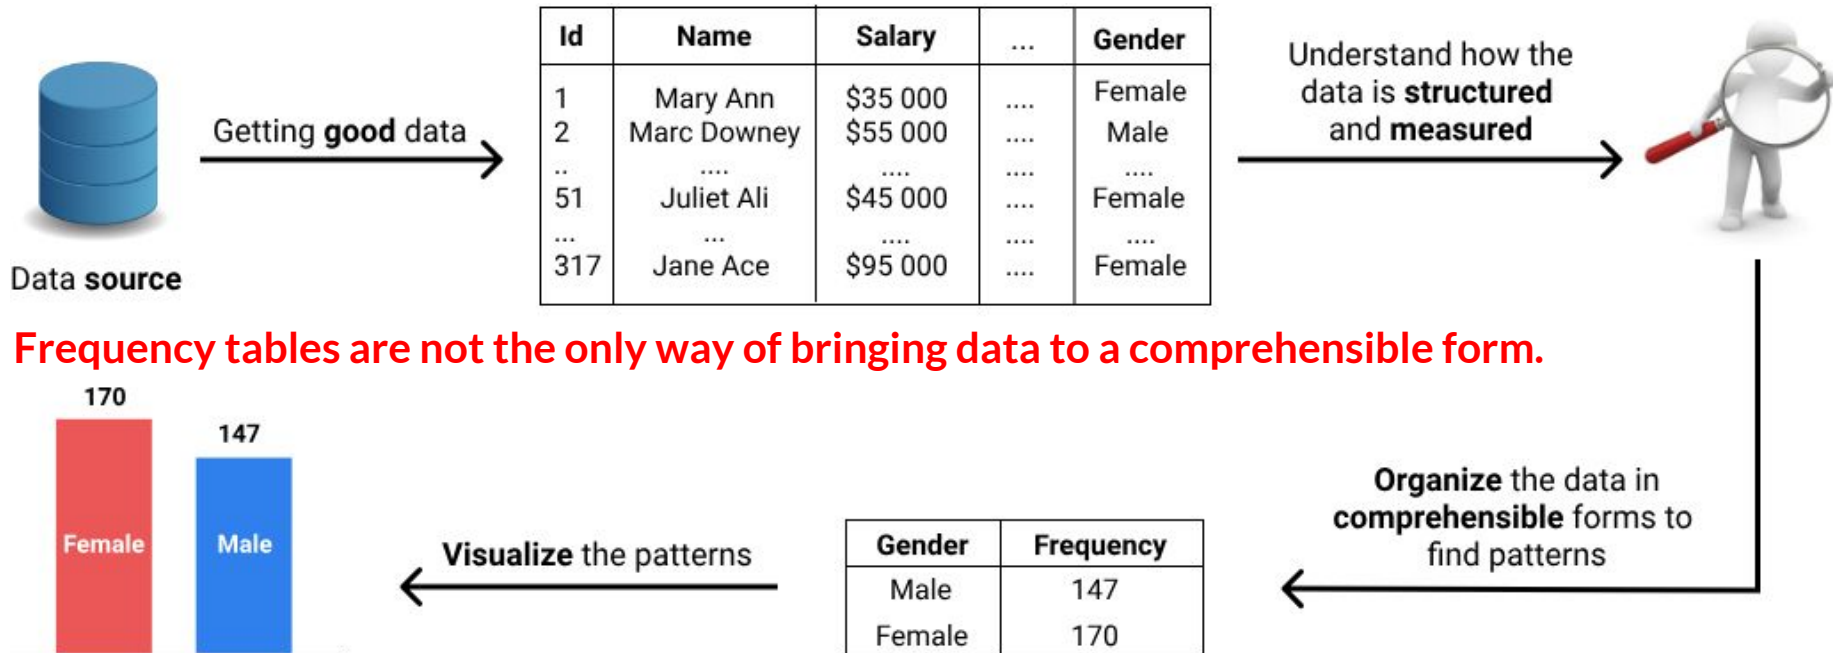 Data source
Getting good data
Id Name Salary ... Gender
1 Mary Ann $35 000 .... Female
2 Marc Downey $55 000 .... Male
.. .... .... .... ....
51 Juliet Ali $45 000 .... Female
... ... .... .... ....
317 Jane Ace $95 000 .... Female
Understand how the
data is structured
and measured
Frequency tables are not the only way of bringing data to a comprehensible form.
Organize the data in
comprehensible forms to
find patterns
Gender Frequency
Male 147
Female 170
Visualize the patterns
170
147
Female
Male